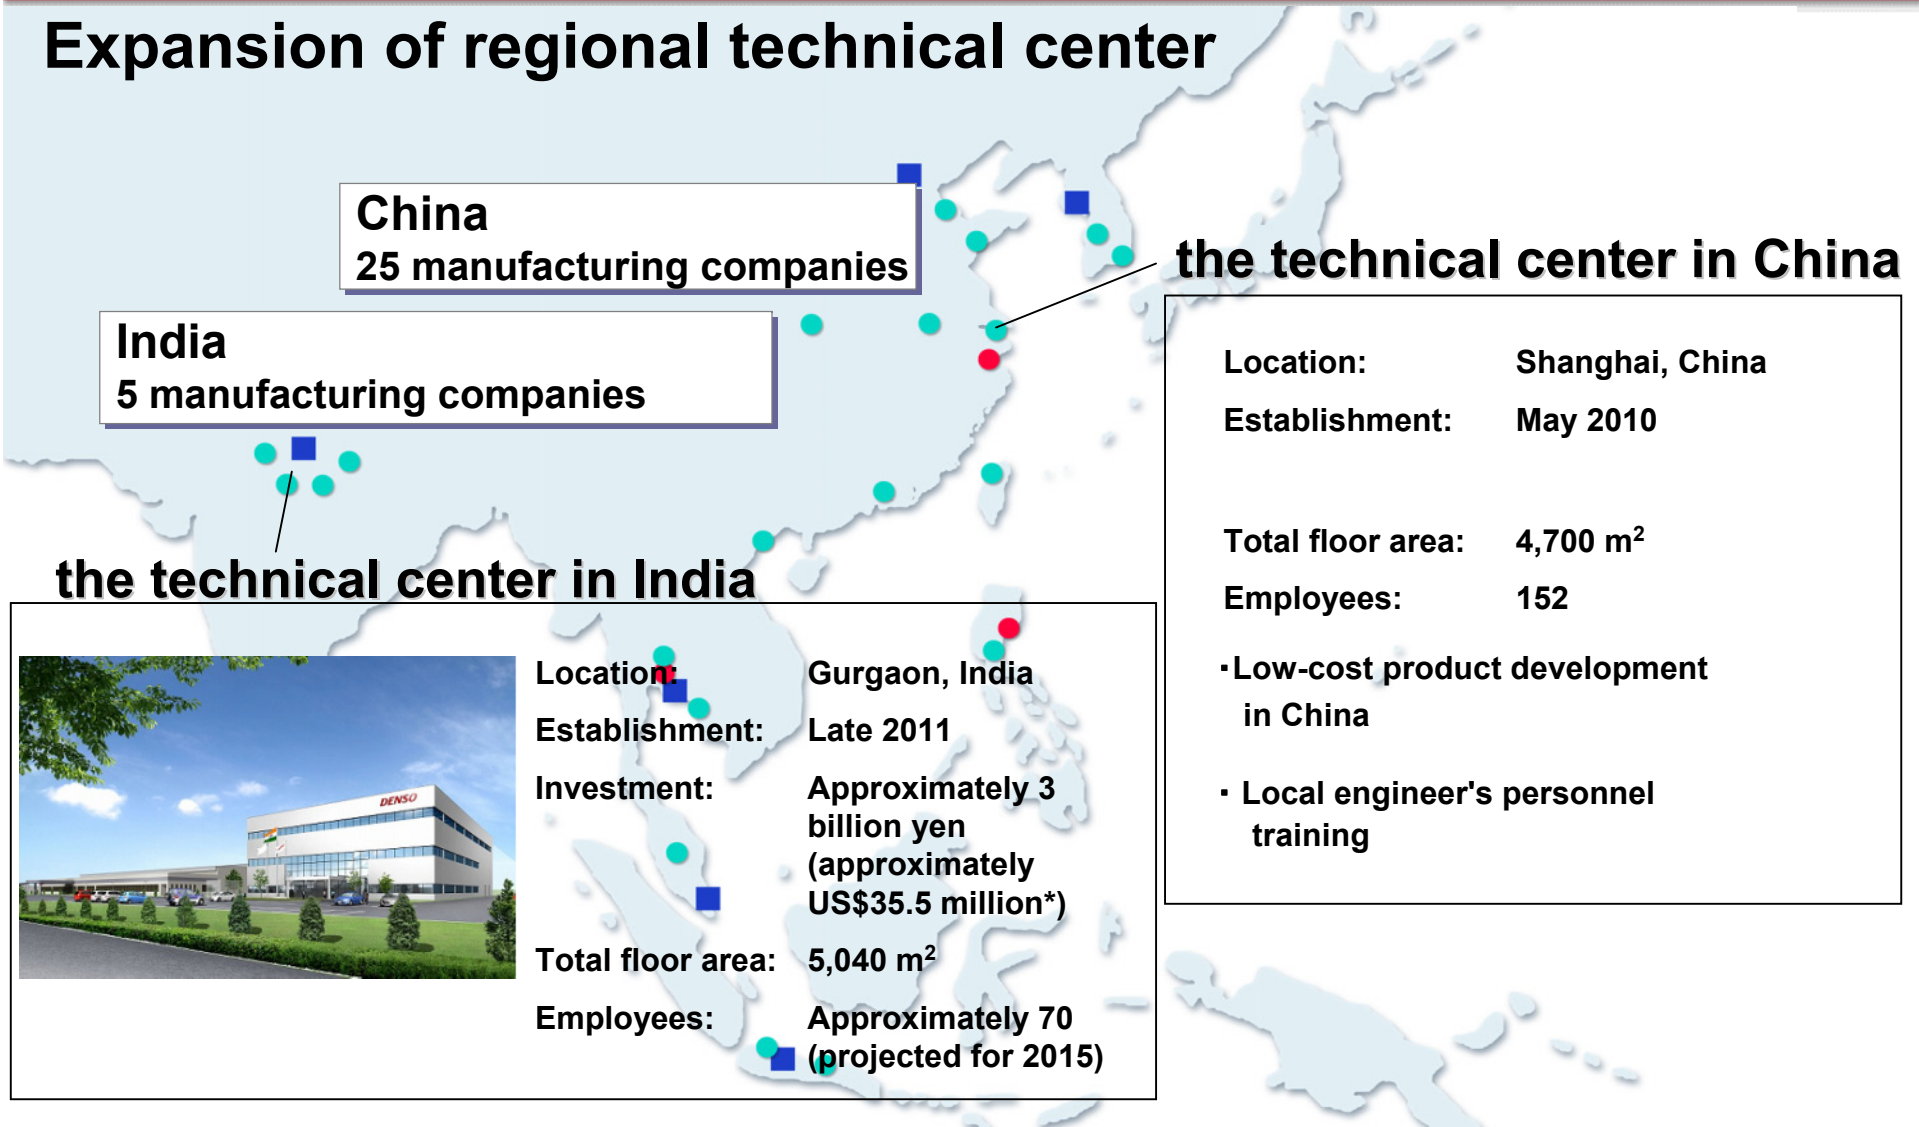 Expansion of regional technical center
China
25 manufacturing companies
the technical center in China
India
5 manufacturing companies
Location: Shanghai, China
Establishment: May 2010
Total floor area: 4,700 m²
Employees: 152
・Low-cost product development
in China
・ Local engineer's personnel
training
the technical center in India
DENSO
Location: Gurgaon, India
Establishment: Late 2011
Investment: Approximately 3
billion yen
(approximately
US$35.5 million*)
Total floor area: 5,040 m²
Employees: Approximately 70
(projected for 2015)